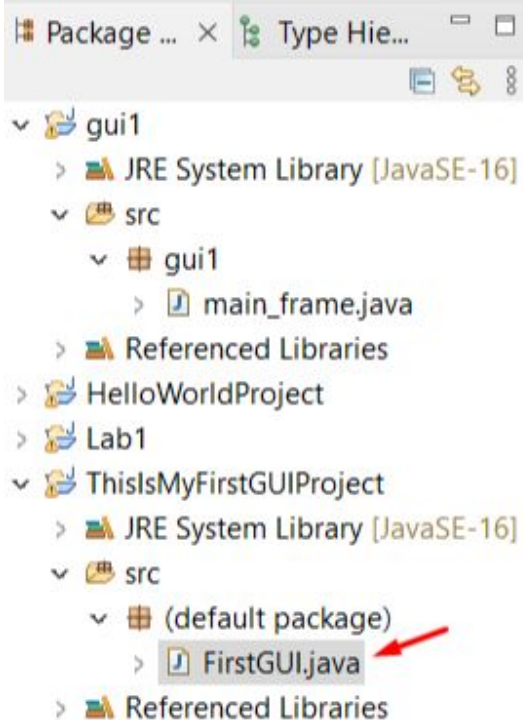 Package ... Type Hie...
gui1
JRE System Library [JavaSE-16]
src
gui1
main_frame.java
Referenced Libraries
HelloWorldProject
Lab1
ThisIsMyFirstGUIProject
JRE System Library [JavaSE-16]
src
(default package)
FirstGUI.java
Referenced Libraries